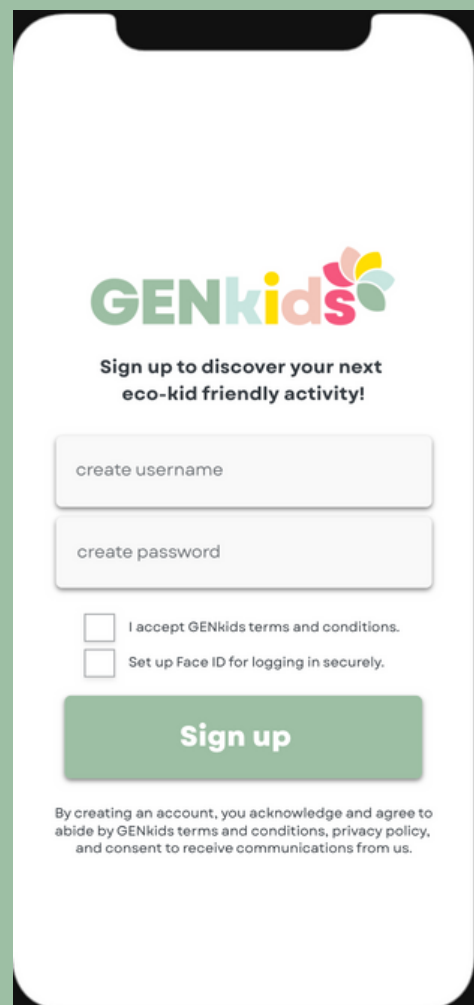 GENkids
Sign up to discover your next
eco-kid friendly activity!
create username
create password
I accept GENkids terms and conditions.
Set up Face ID for logging in securely.
Sign up
By creating an account, you acknowledge and agree to
abide by GENkids terms and conditions, privacy policy,
and consent to receive communications from us.